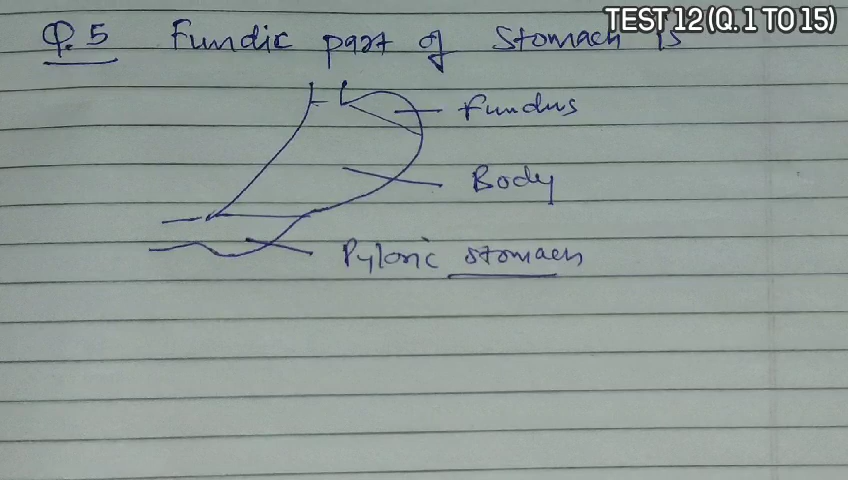 TEST 12 (Q. 1 TO 15)
Q. 5 Fundic part of Stomach is
Fundus
Body
Pyloric stomach